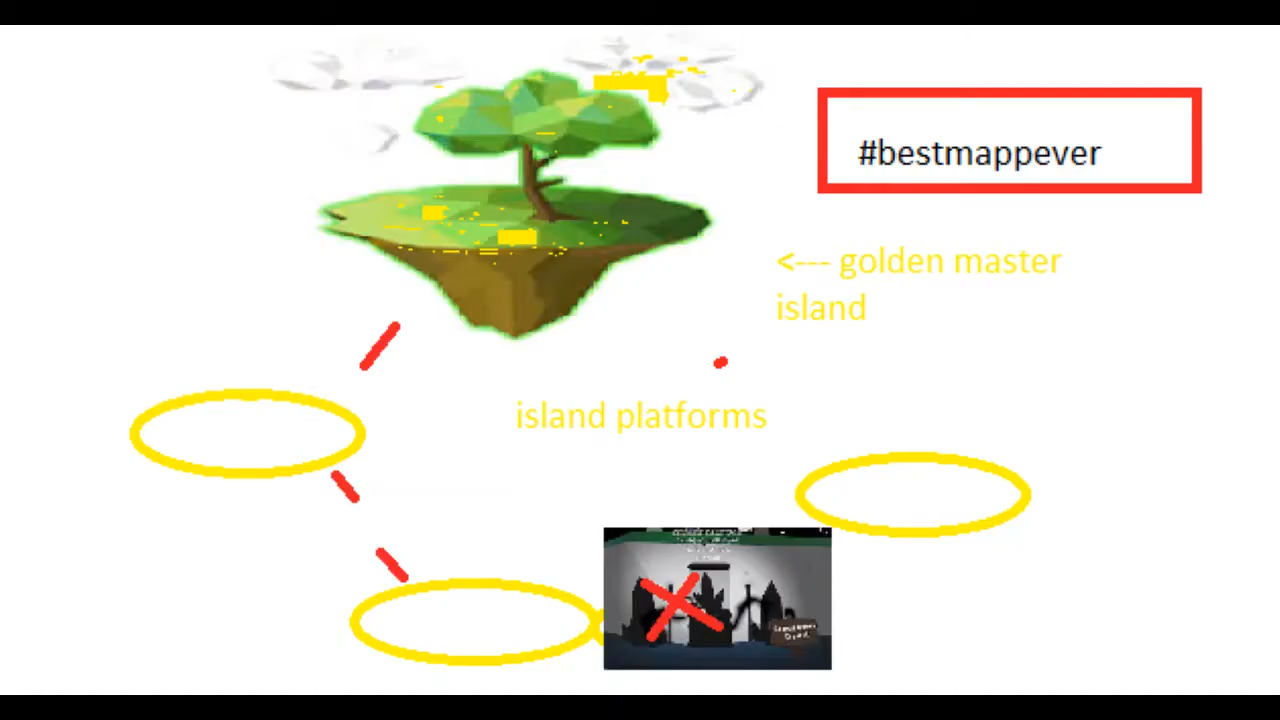 #bestmappever
<--- golden master
island
island platforms